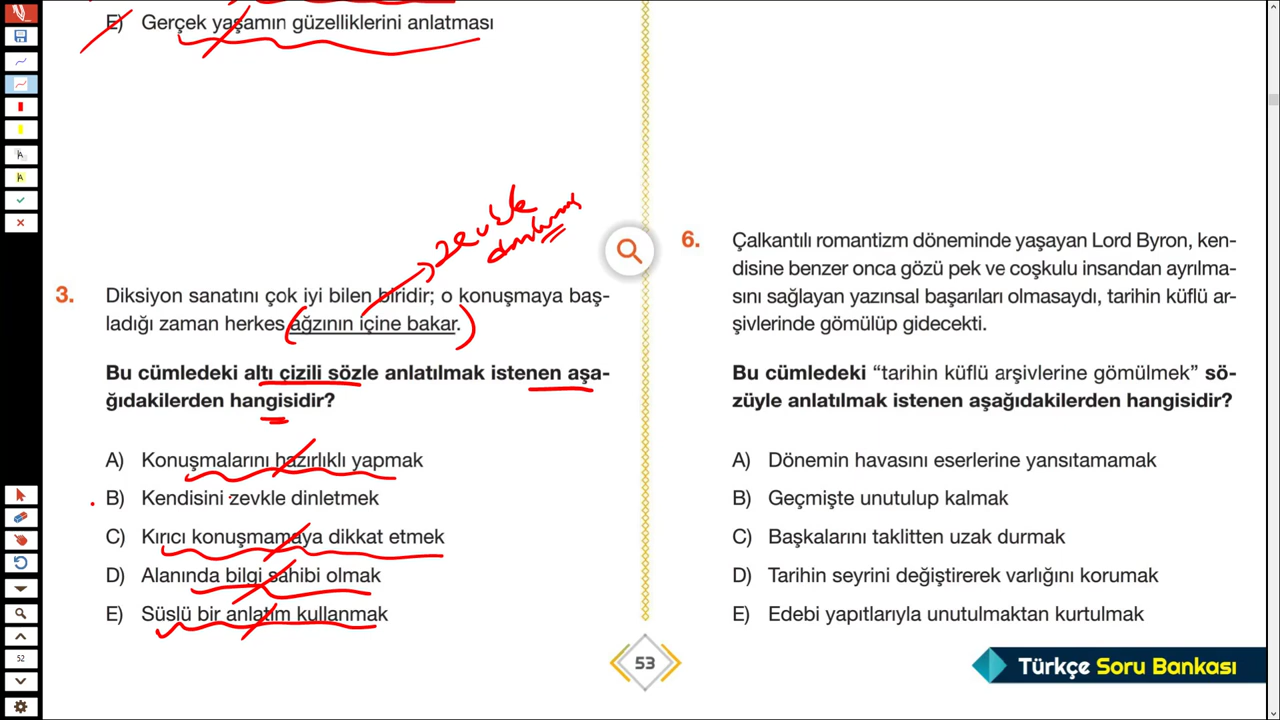 E) Gerçek yaşamın güzelliklerini anlatması
zevkle
dinlemek
3. Diksiyon sanatını çok iyi bilen biridir; o konuşmaya baş-
ladığı zaman herkes ağzının içine bakar.
Bu cümledeki altı çizili sözle anlatılmak istenen aşa-
ğıdakilerden hangisidir?
A) Konuşmalarını hazırlıklı yapmak
B) Kendisini zevkle dinletmek
C) Kırıcı konuşmamaya dikkat etmek
D) Alanında bilgi sahibi olmak
E) Süslü bir anlatım kullanmak
6. Çalkantılı romantizm döneminde yaşayan Lord Byron, ken-
disine benzer onca gözü pek ve coşkulu insandan ayrılma-
sını sağlayan yazınsal başarıları olmasaydı, tarihin küflü ar-
şivlerinde gömülüp gidecekti.
Bu cümledeki “tarihin küflü arşivlerine gömülmek” sö-
züyle anlatılmak istenen aşağıdakilerden hangisidir?
A) Dönemin havasını eserlerine yansıtamamak
B) Geçmişte unutulup kalmak
C) Başkalarını taklitten uzak durmak
D) Tarihin seyrini değiştirerek varlığını korumak
E) Edebi yapıtlarıyla unutulmaktan kurtulmak
53
Türkçe Soru Bankası
52